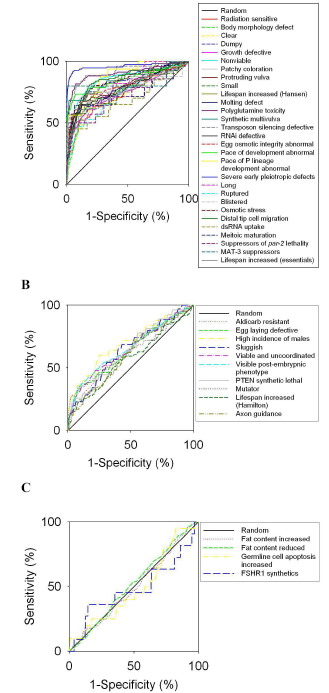 Random
Radiation sensitive
Body morphology defect
Clear
Dumpy
Growth defective
Nonviable
Patchy coloration
Protruding vulva
Small
Lifespan increased (Hansen)
Molting defect
Polyglutamine toxicity
Synthetic multivulva
Transposon silencing defective
RNAi defective
Egg osmotic integrity abnormal
Pace of development abnormal
Pace of P lineage
development abnormal
Severe early pleiotropic defects
Long
Ruptured
Blistered
Osmotic stress
Distal tip cell migration
dsRNA uptake
Meiotic maturation
Suppressors of par-2 lethality
MAT-3 suppressors
Lifespan increased (essentials)
100
50
0
Sensitivity (%)
0 50 100
1-Specificity (%)
B
100
50
0
Sensitivity (%)
0 50 100
1-Specificity (%)
Random
Aldicarb resistant
Egg laying defective
High incidence of males
Sluggish
Viable and uncoordinated
Visible post-embryonic
phenotype
PTEN synthetic lethal
Mutator
Lifespan increased
(Hamilton)
Axon guidance
C
100
50
0
Sensitivity (%)
0 50 100
1-Specificity (%)
Random
Fat content increased
Fat content reduced
Germline cell apoptosis
increased
FSHR1 synthetics